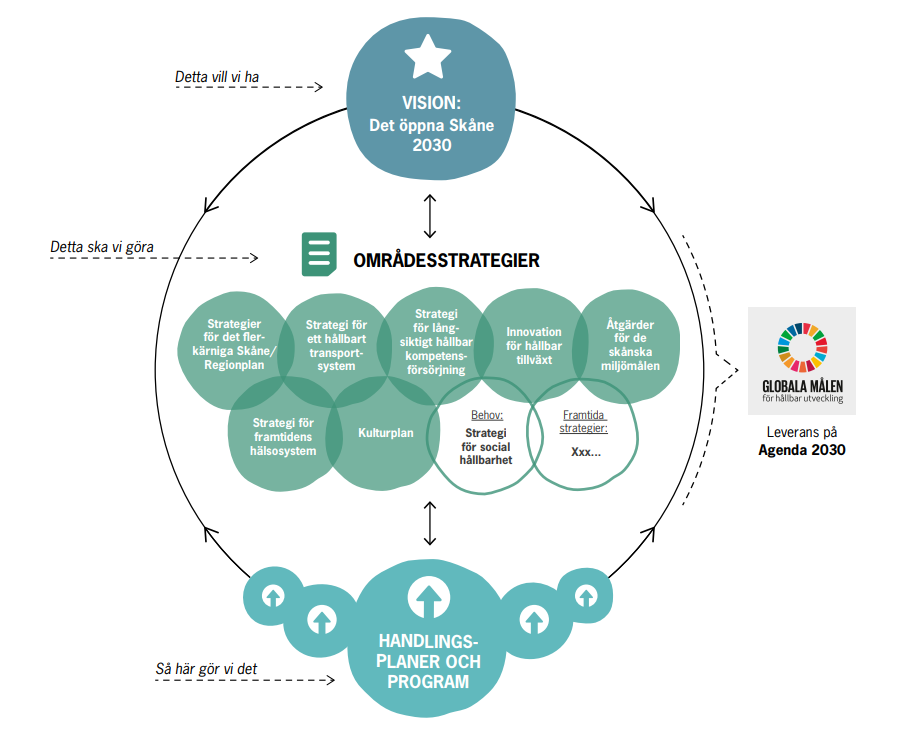 Detta vill vi ha
VISION:
Det öppna Skåne
2030
Detta ska vi göra
OMRÅDESSTRATEGIER
Strategier
för det fler-
kärniga Skåne/
Regionplan
Strategi för
ett hållbart
transport-
system
Strategi
för lång-
siktigt hållbar
kompetens-
försörjning
Innovation
för hållbar
tillväxt
Åtgärder
för de
skånska
miljömålen
Strategi för
framtidens
hälsosystem
Kulturplan
Behov:
Strategi
för social
hållbarhet
Framtida
strategier:
Xxx...
GLOBALA MÅLEN
för hållbar utveckling
Leverans på
Agenda 2030
Så här gör vi det
HANDLINGS-
PLANER OCH
PROGRAM